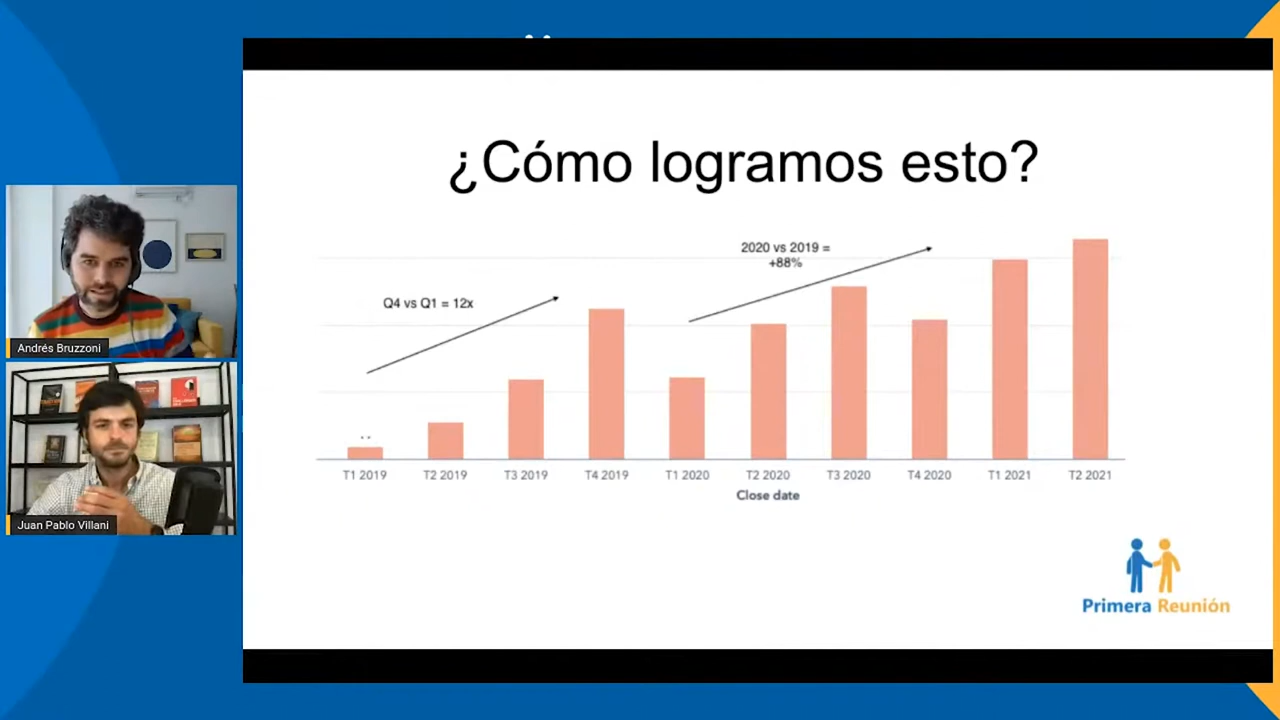 ¿Cómo logramos esto?
2020 vs 2019 =
+88%
Q4 vs Q1 = 12x
T1 2019
T2 2019
T3 2019
T4 2019
T1 2020
T2 2020
T3 2020
T4 2020
T1 2021
T2 2021
Close date
Primera Reunión
Andrés Bruzzoni
Juan Pablo Villani